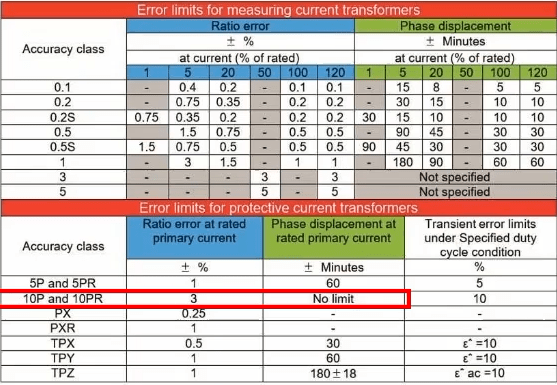 Error limits for measuring current transformers
Accuracy class Ratio error Phase displacement
± % ± Minutes
at current (% of rated) at current (% of rated)
1 5 20 50 100 120 1 5 20 50 100 120
0.1 - 0.4 0.2 - 0.1 0.1 - 15 8 - 5 5
0.2 - 0.75 0.35 - 0.2 0.2 - 30 15 - 10 10
0.2S 0.75 0.35 0.2 - 0.2 0.2 30 15 10 - 10 10
0.5 - 1.5 0.75 - 0.5 0.5 - 90 45 - 30 30
0.5S 1.5 0.75 0.5 - 0.5 0.5 90 45 30 - 30 30
1 - 3 1.5 - 1 1 - 180 90 - 60 60
3 - - - 3 - 3 Not specified
5 - - - 5 - 5 Not specified
Error limits for protective current transformers
Accuracy class Ratio error at rated primary current Phase displacement at rated primary current Transient error limits under Specified duty cycle condition
± % ± Minutes %
5P and 5PR 1 60 5
10P and 10PR 3 No limit 10
PX 0.25 - -
PXR 1 - -
TPX 0.5 30 εˆ =10
TPY 1 60 εˆ =10
TPZ 1 180±18 εˆ ac =10